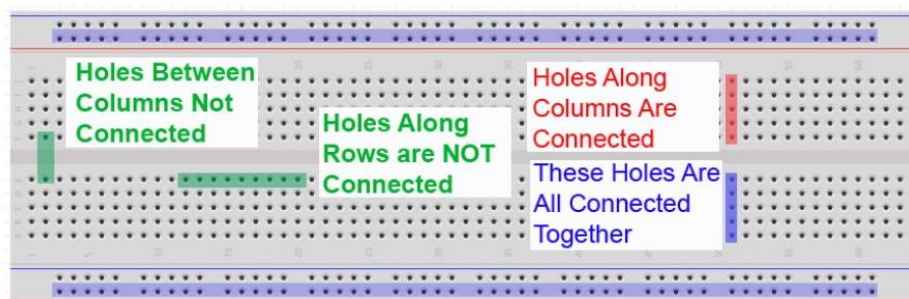 Holes Between
Columns Not
Connected
Holes Along
Rows are NOT
Connected
Holes Along
Columns Are
Connected
These Holes Are
All Connected
Together